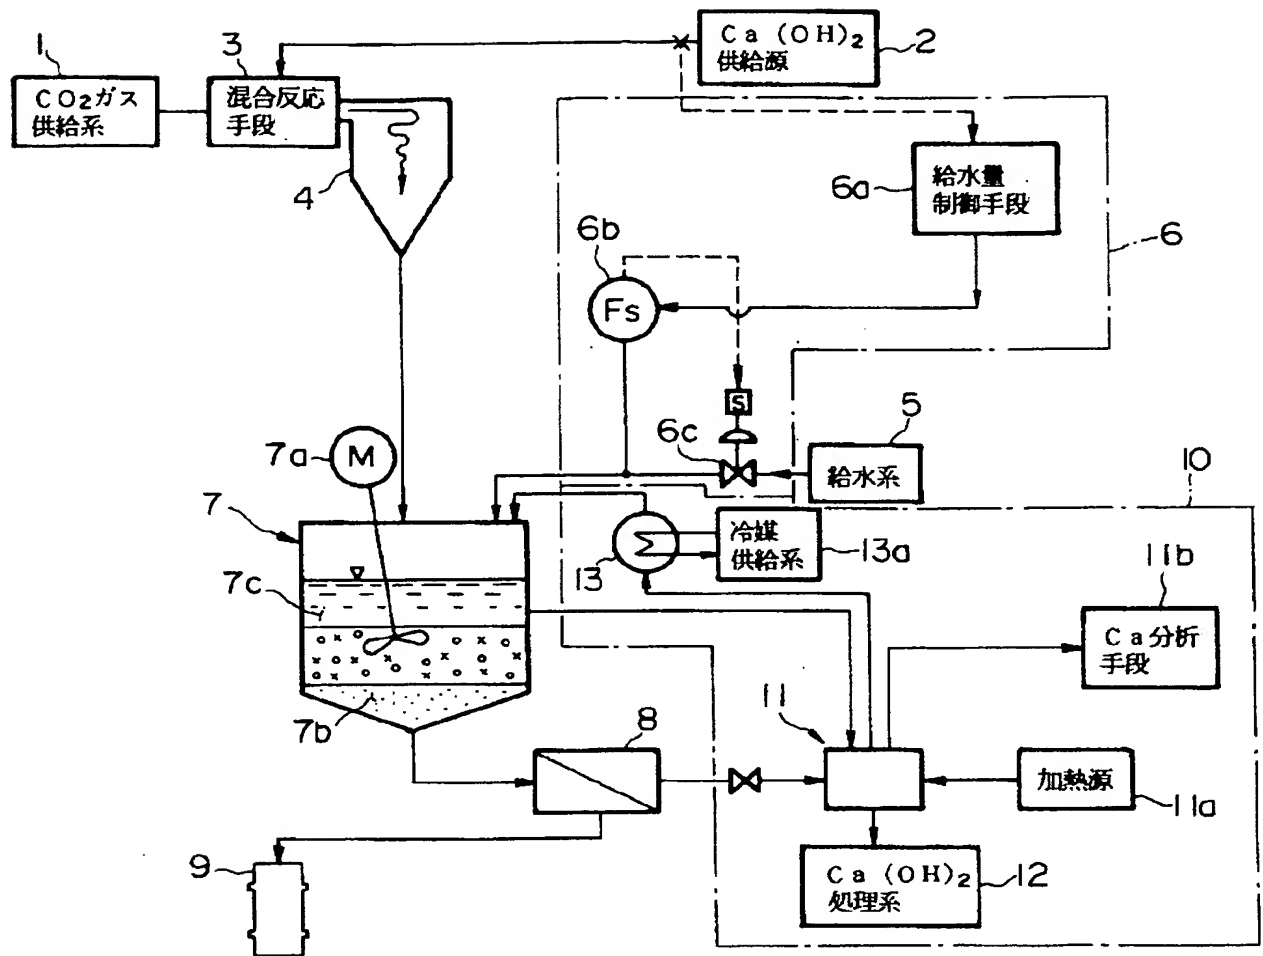 1
CO₂ガス
供給系
3
混合反応
手段
Ca(OH)₂
供給源
2
4
6a
給水量
制御手段
6
6b
Fs
S
6c
5
給水系
7a
M
10
7
13
冷媒
供給系
13a
7c
11b
Ca分析
手段
7b
11
8
加熱源
11a
9
Ca(OH)₂
処理系
12